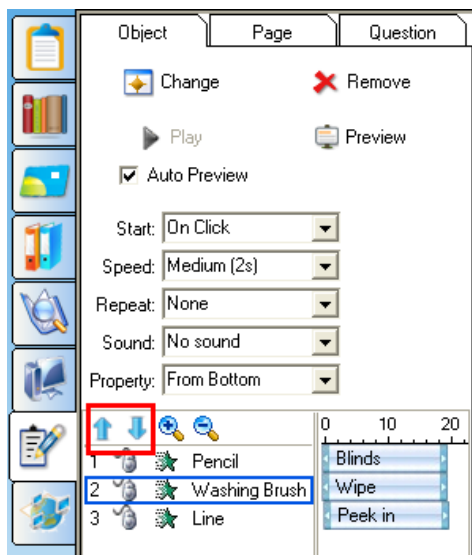 Object Page Question
Change Remove
Play Preview
Auto Preview
Start: On Click
Speed: Medium (2s)
Repeat: None
Sound: No sound
Property: From Bottom
0 10 20
1 Pencil Blinds
2 Washing Brush Wipe
3 Line Peek in